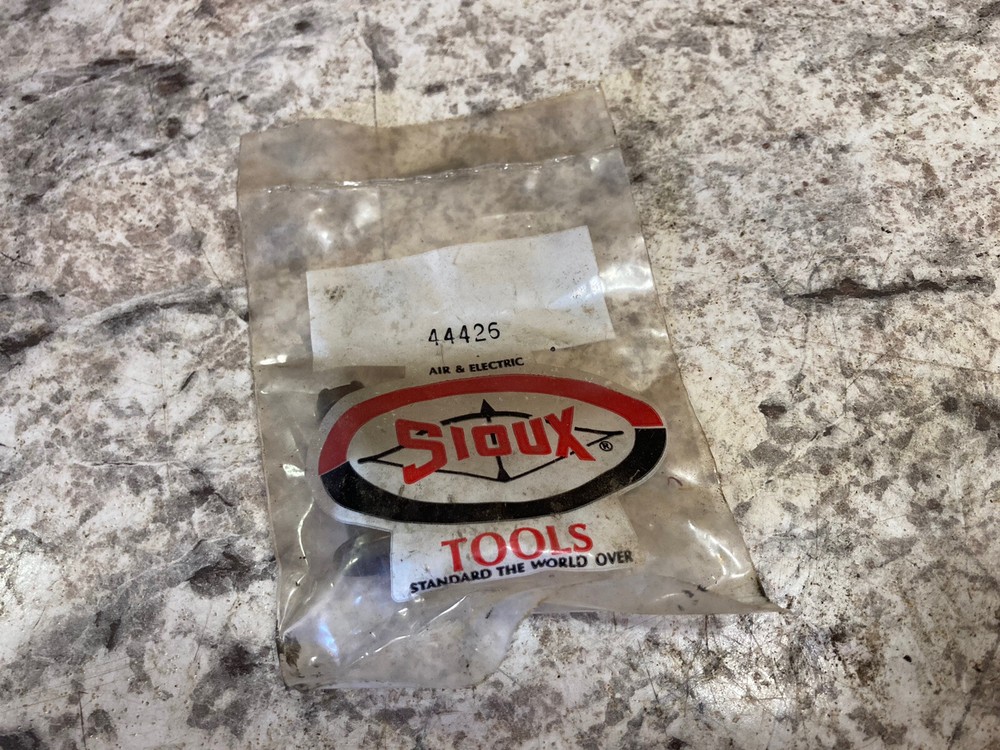 44426
AIR & ELECTRIC
SIOUX ®
TOOLS
STANDARD THE WORLD OVER